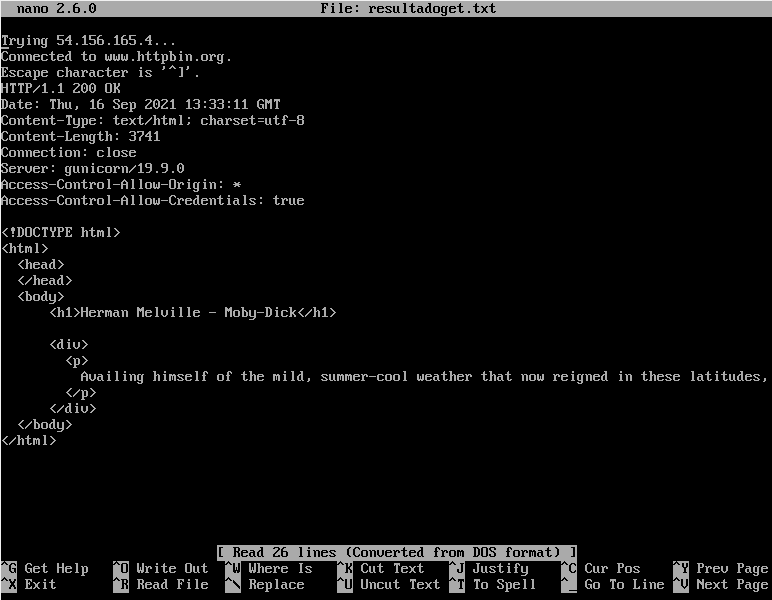 nano 2.6.0 File: resultadoget.txt
Trying 54.156.165.4...
Connected to www.httpbin.org.
Escape character is '^]'.
HTTP/1.1 200 OK
Date: Thu, 16 Sep 2021 13:33:11 GMT
Content-Type: text/html; charset=utf-8
Content-Length: 3741
Connection: close
Server: gunicorn/19.9.0
Access-Control-Allow-Origin: *
Access-Control-Allow-Credentials: true
<!DOCTYPE html>
<html>
<head>
</head>
<body>
<h1>Herman Melville - Moby-Dick</h1>
<div>
<p>
Availing himself of the mild, summer-cool weather that now reigned in these latitudes,
</p>
</div>
</body>
</html>
[ Read 26 lines (Converted from DOS format) ]
^G Get Help ^O Write Out ^W Where Is ^K Cut Text ^J Justify ^C Cur Pos ^Y Prev Page
^X Exit ^R Read File ^\ Replace ^U Uncut Text ^T To Spell ^_ Go To Line ^V Next Page